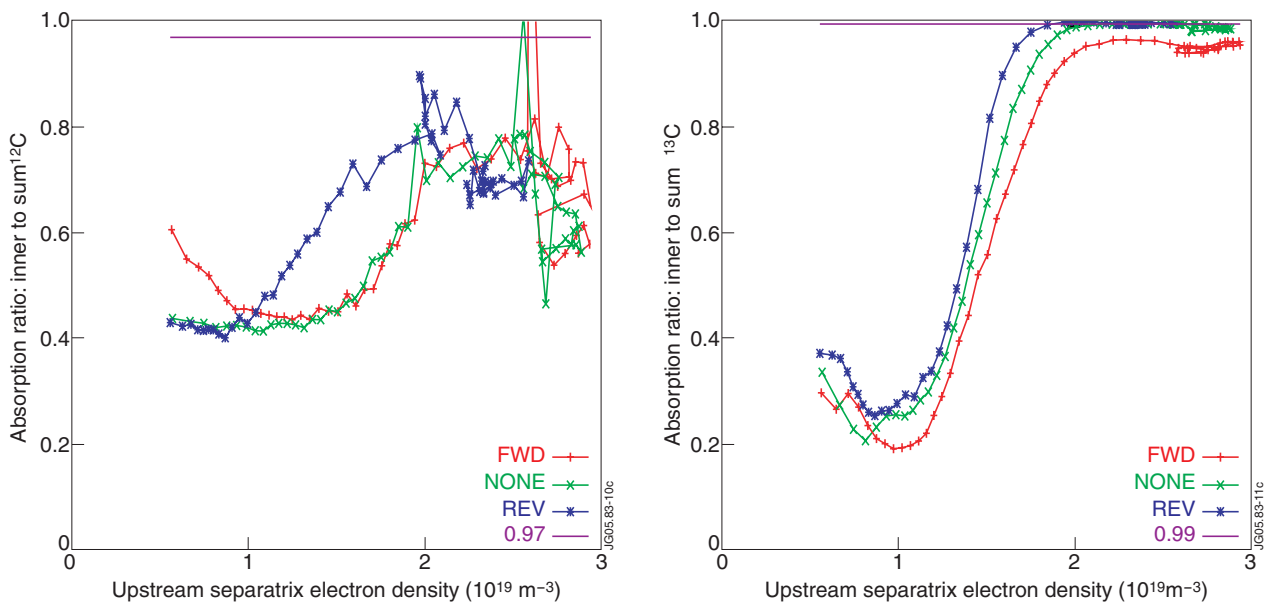 1.0
0.8
0.6
0.4
0.2
0
Absorption ratio: inner to sum¹²C
FWD
NONE
REV
0.97
JG05.83-10c
0
1
2
3
Upstream separatrix electron density (10¹⁹ m⁻³)
1.0
0.8
0.6
0.4
0.2
0
Absorption ratio: inner to sum ¹³C
FWD
NONE
REV
0.99
JG05.83-11c
0
1
2
3
Upstream separatrix electron density (10¹⁹m⁻³)